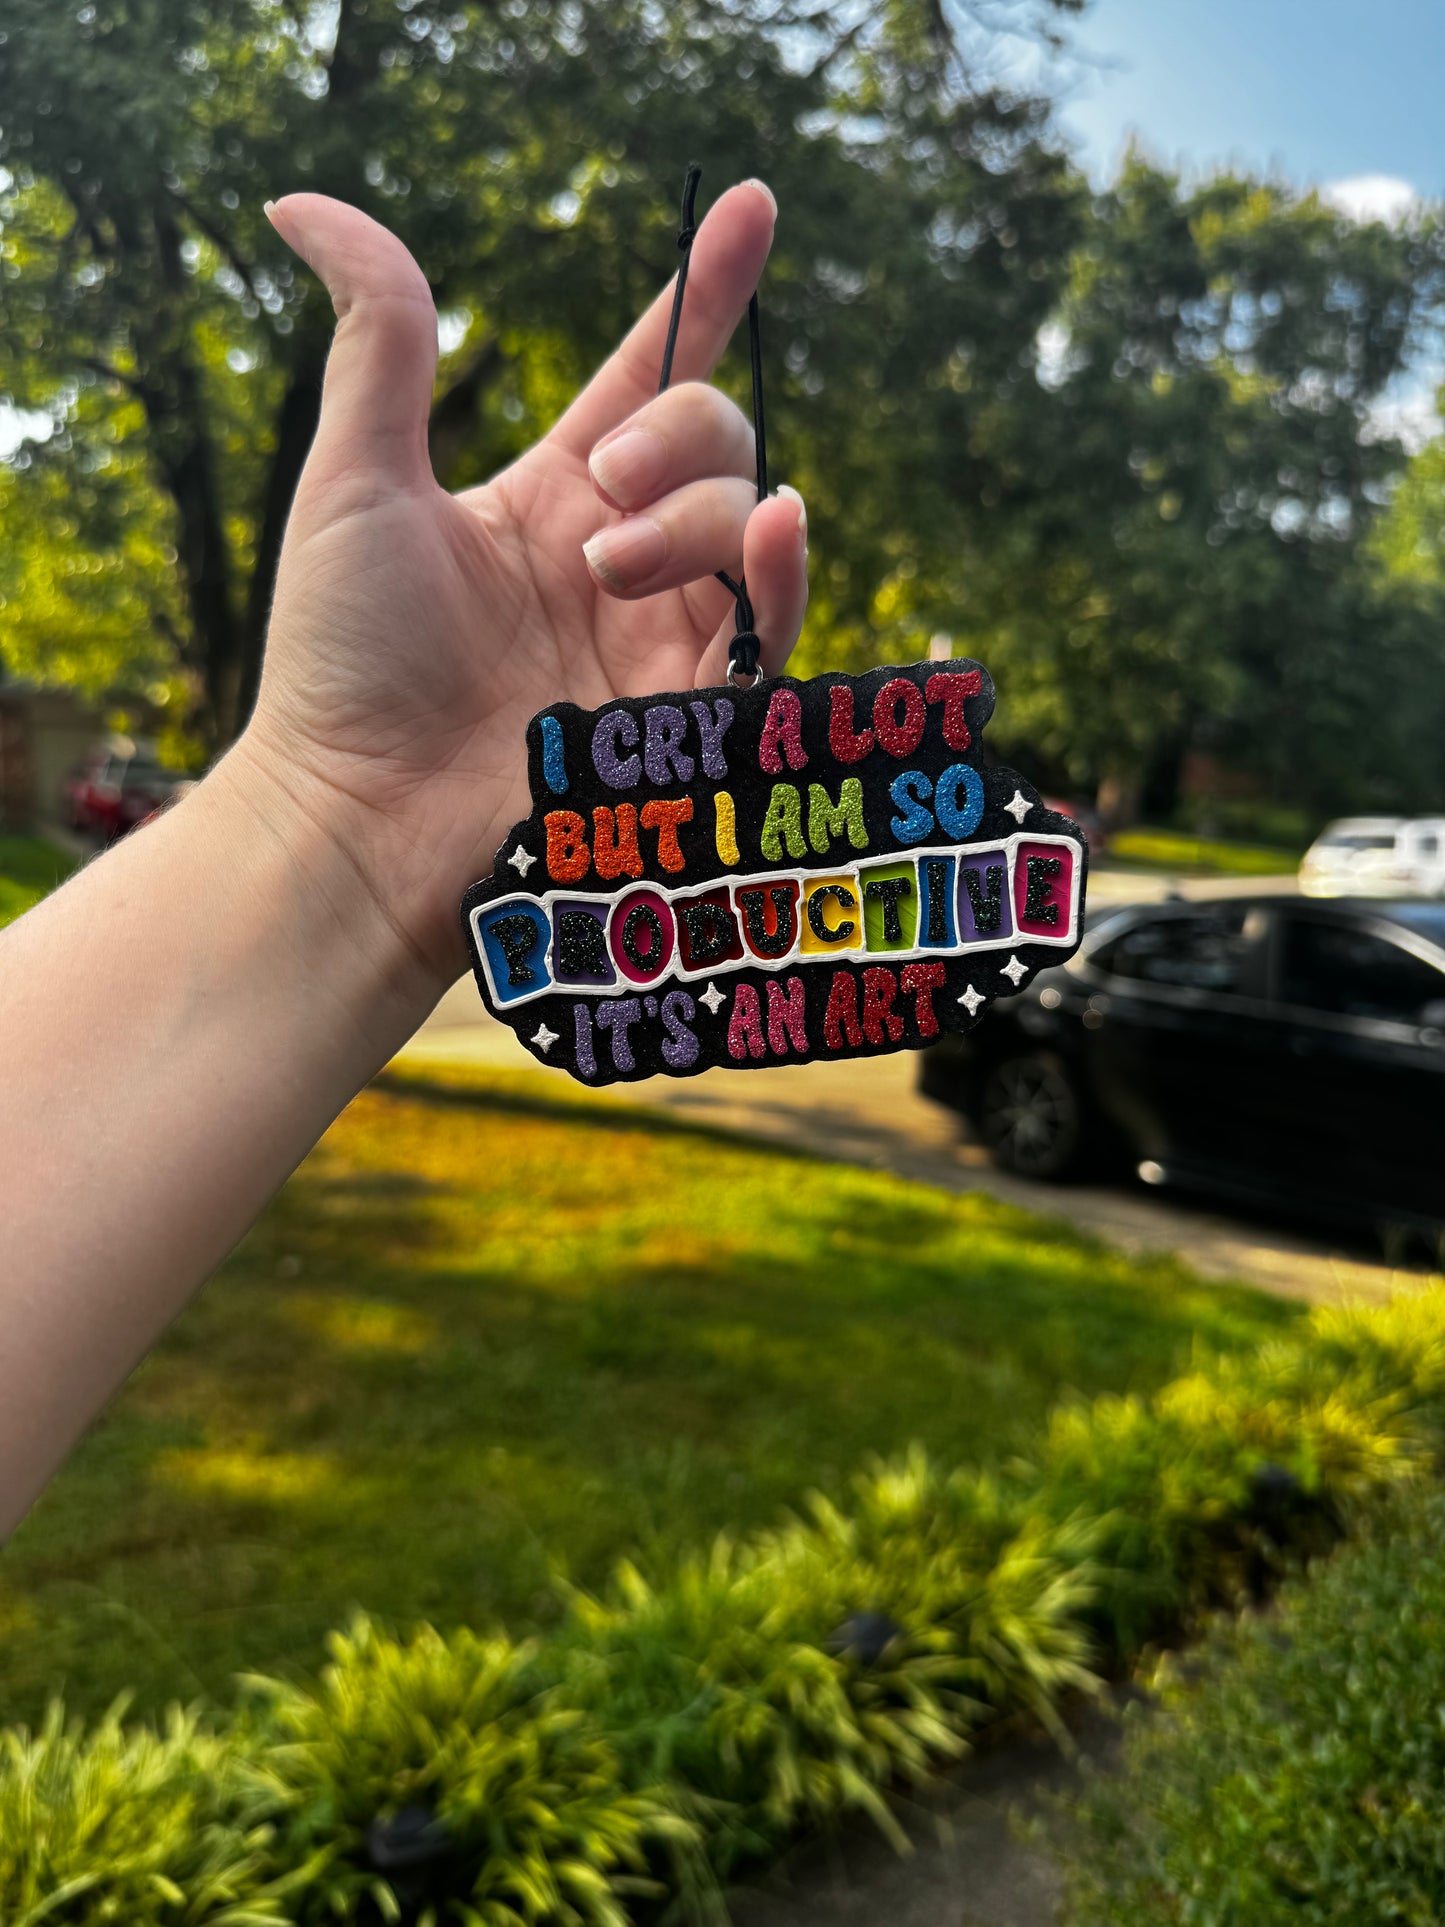 I CRY A LOT
BUT I AM SO
PRODUCTIVE
IT'S AN ART